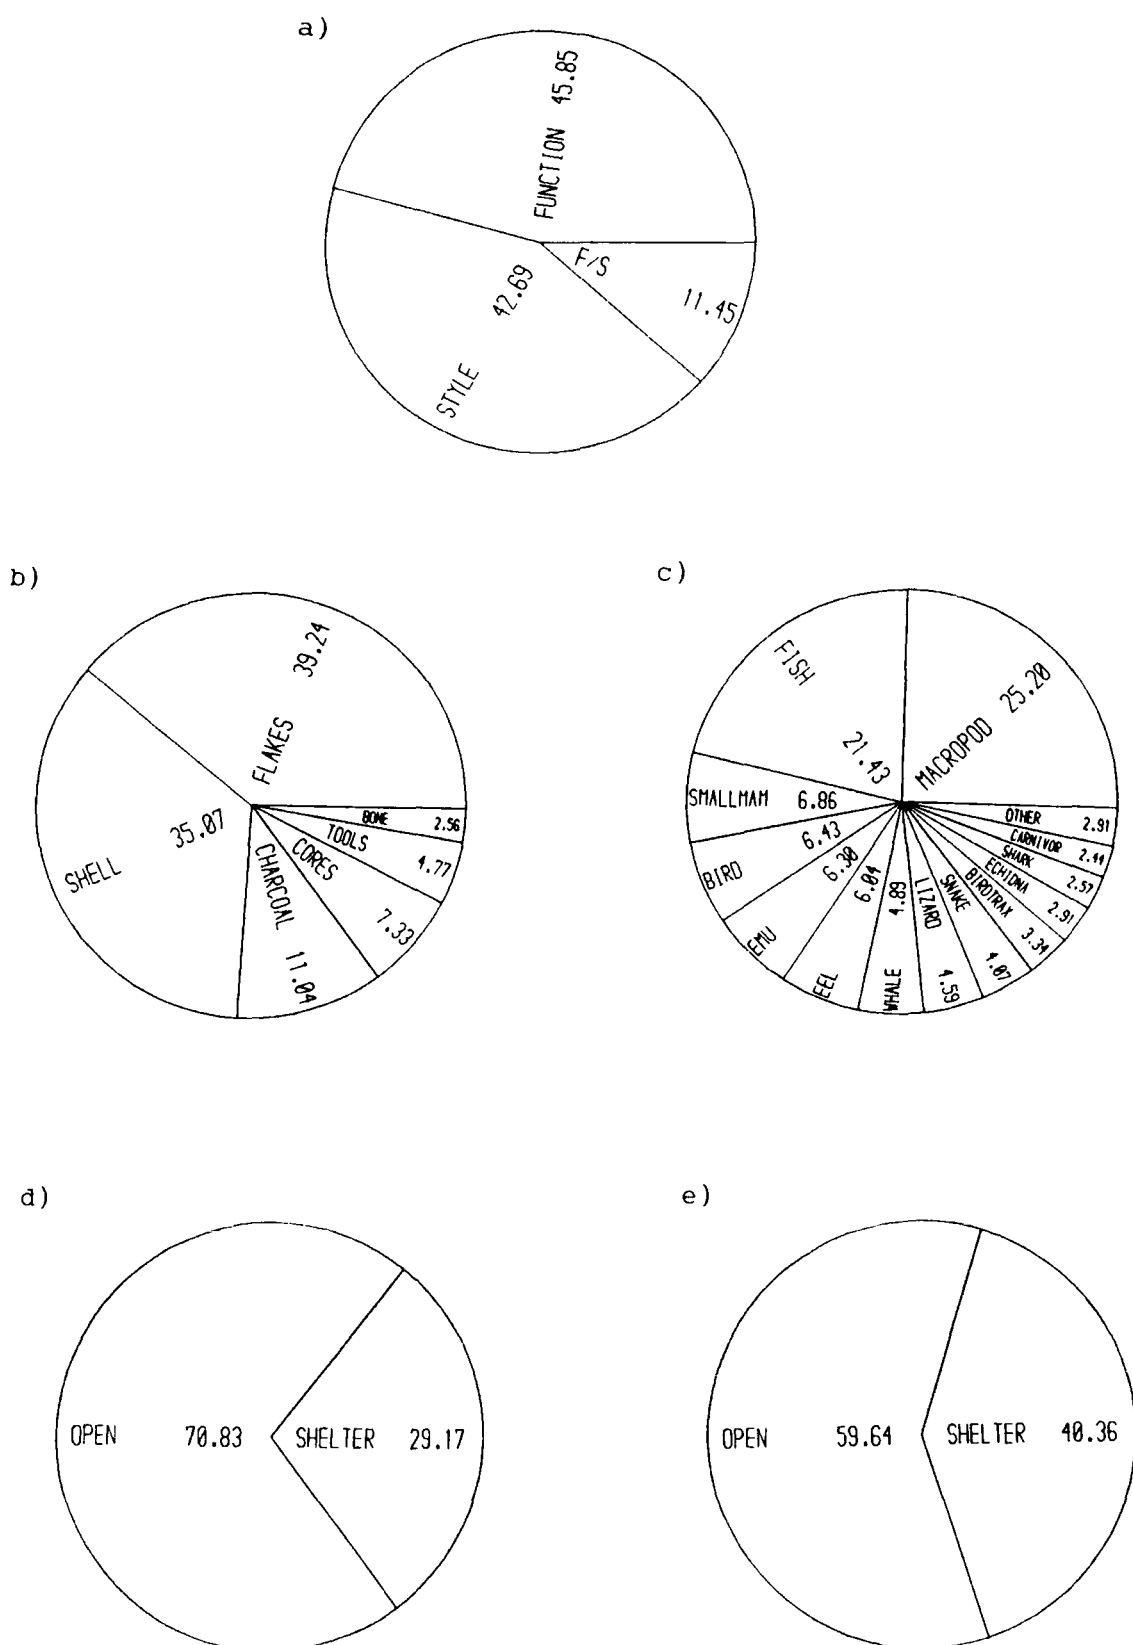 a)
FUNCTION 45.85
F/S 11.45
STYLE 42.69
b)
FLAKES 39.24
SHELL 35.07
CHARCOAL 11.04
CORES 7.33
TOOLS 4.77
BONE 2.56
c)
MACROPOD 25.20
FISH 21.43
SMALLMAM 6.86
BIRD 6.43
EMU 6.30
EEL 6.04
WHALE 4.89
LIZARD 4.59
SNAKE 4.07
BIRDTRAX 3.34
ECHIDNA 2.91
SHARK 2.57
CARNIVOR 2.44
OTHER 2.91
d)
OPEN 70.83 SHELTER 29.17
e)
OPEN 59.64 SHELTER 40.36